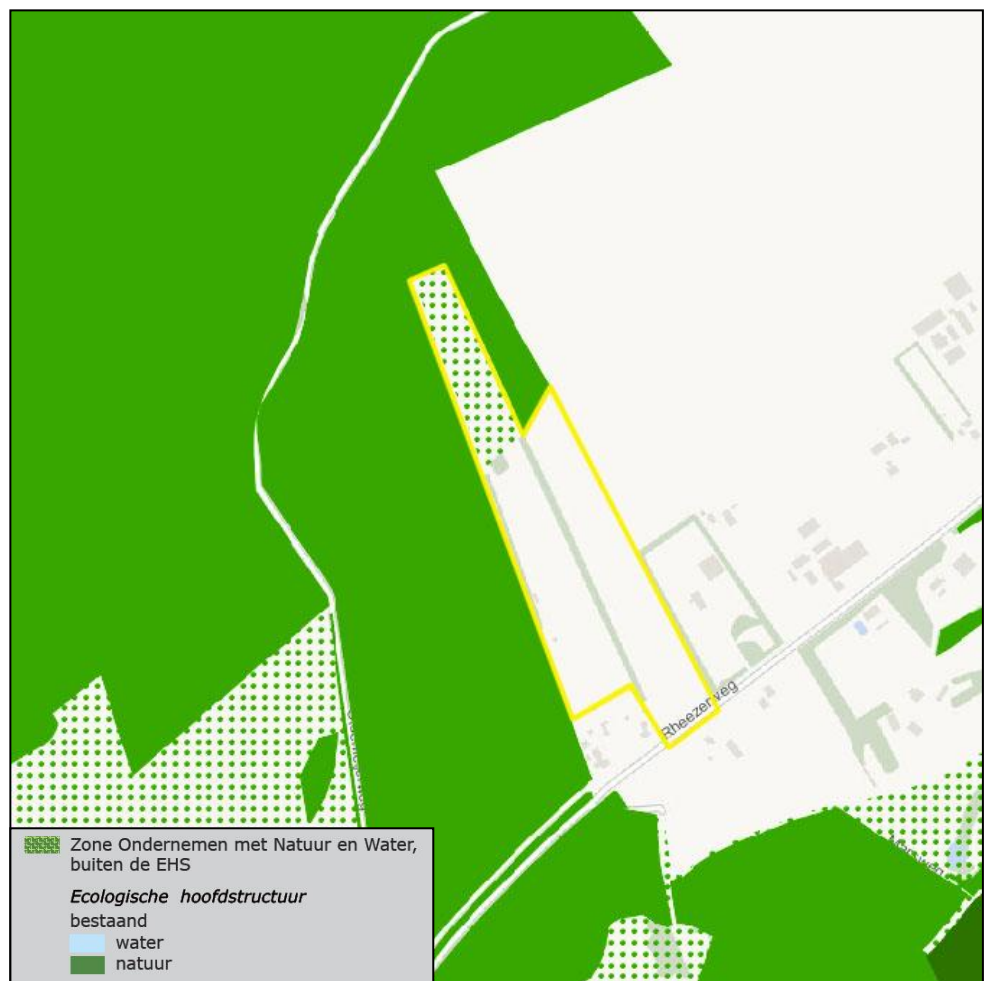 Rheezerweg
Zone Ondernemen met Natuur en Water,
buiten de EHS
Ecologische hoofdstructuur
bestaand
water
natuur